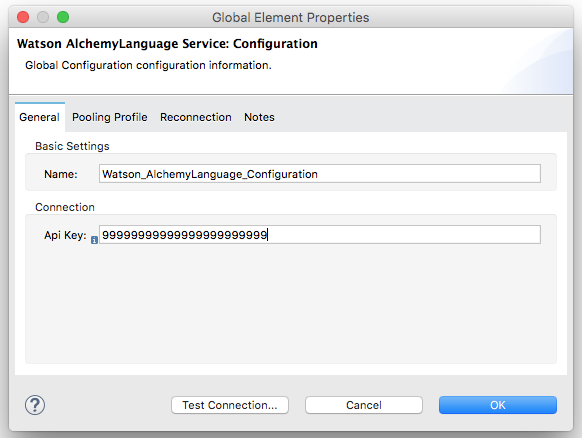 Global Element Properties
Watson AlchemyLanguage Service: Configuration
Global Configuration configuration information.
General Pooling Profile Reconnection Notes
Basic Settings
Name: Watson_AlchemyLanguage_Configuration
Connection
Api Key: 99999999999999999999999
? Test Connection... Cancel OK